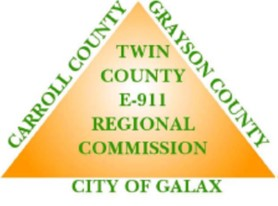 CARROLL COUNTY
GRAYSON COUNTY
TWIN
COUNTY
E-911
REGIONAL
COMMISSION
CITY OF GALAX